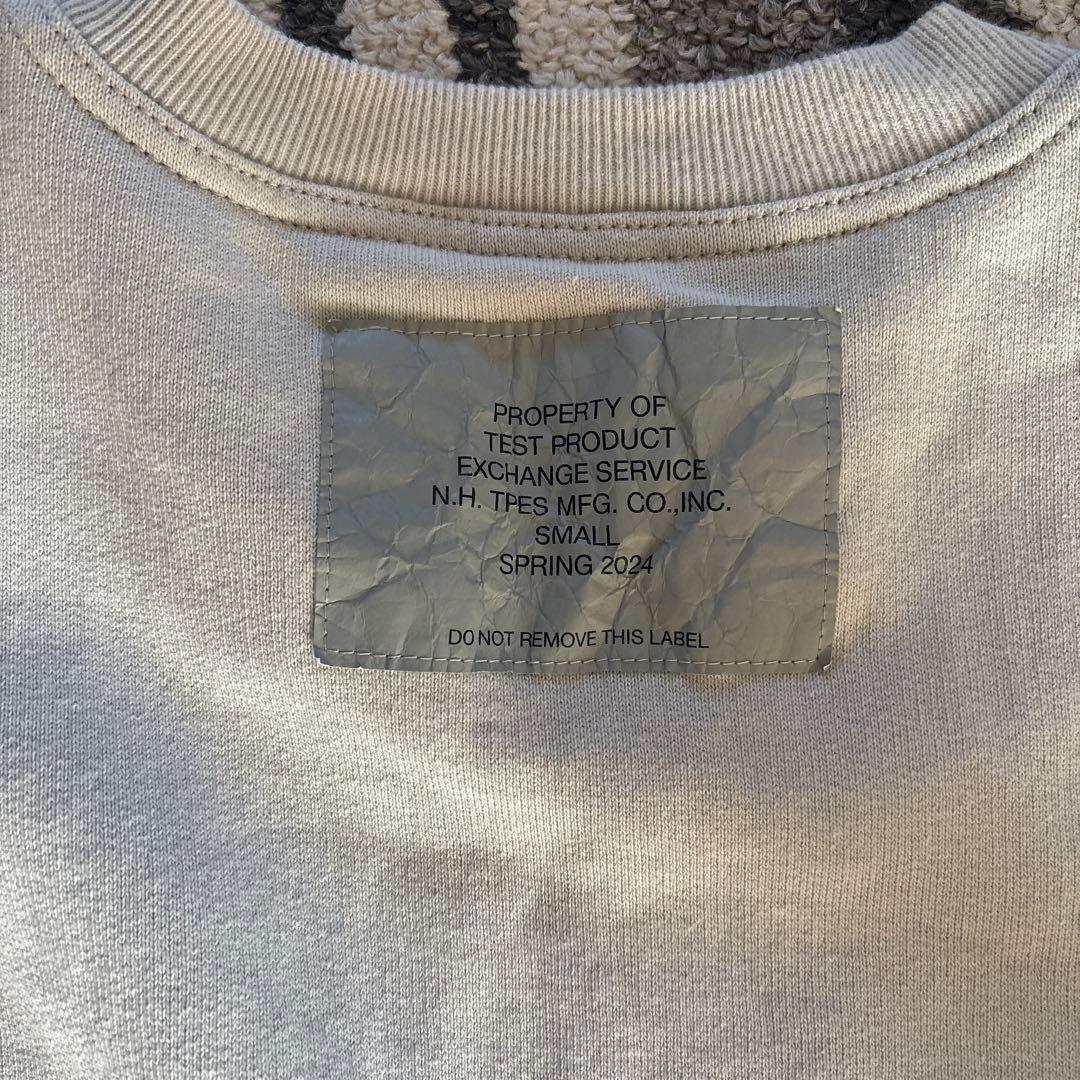 PROPERTY OF
TEST PRODUCT
EXCHANGE SERVICE
N.H. TPES MFG. CO.,INC.
SMALL
SPRING 2024
DO NOT REMOVE THIS LABEL